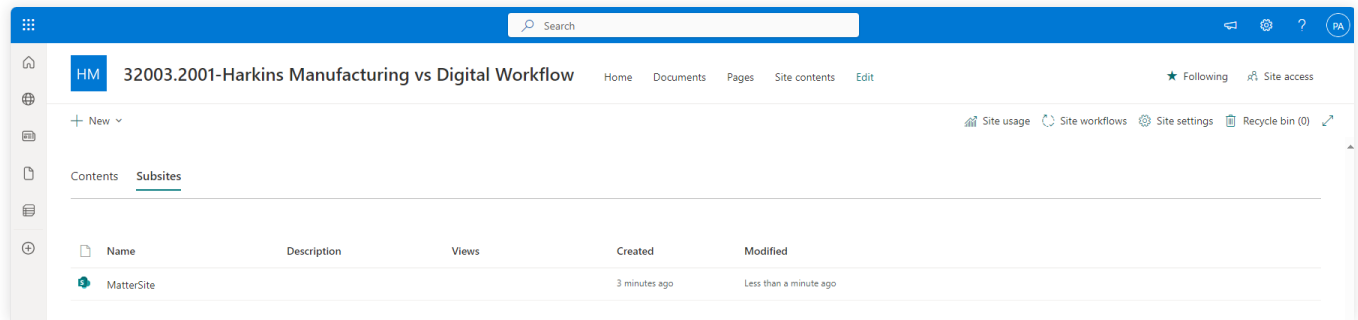 Search
?
PA
HM
32003.2001-Harkins Manufacturing vs Digital Workflow
Home Documents Pages Site contents Edit
Following Site access
New
Site usage Site workflows Site settings Recycle bin (0)
Contents Subsites
Name Description Views Created Modified
MatterSite 3 minutes ago Less than a minute ago